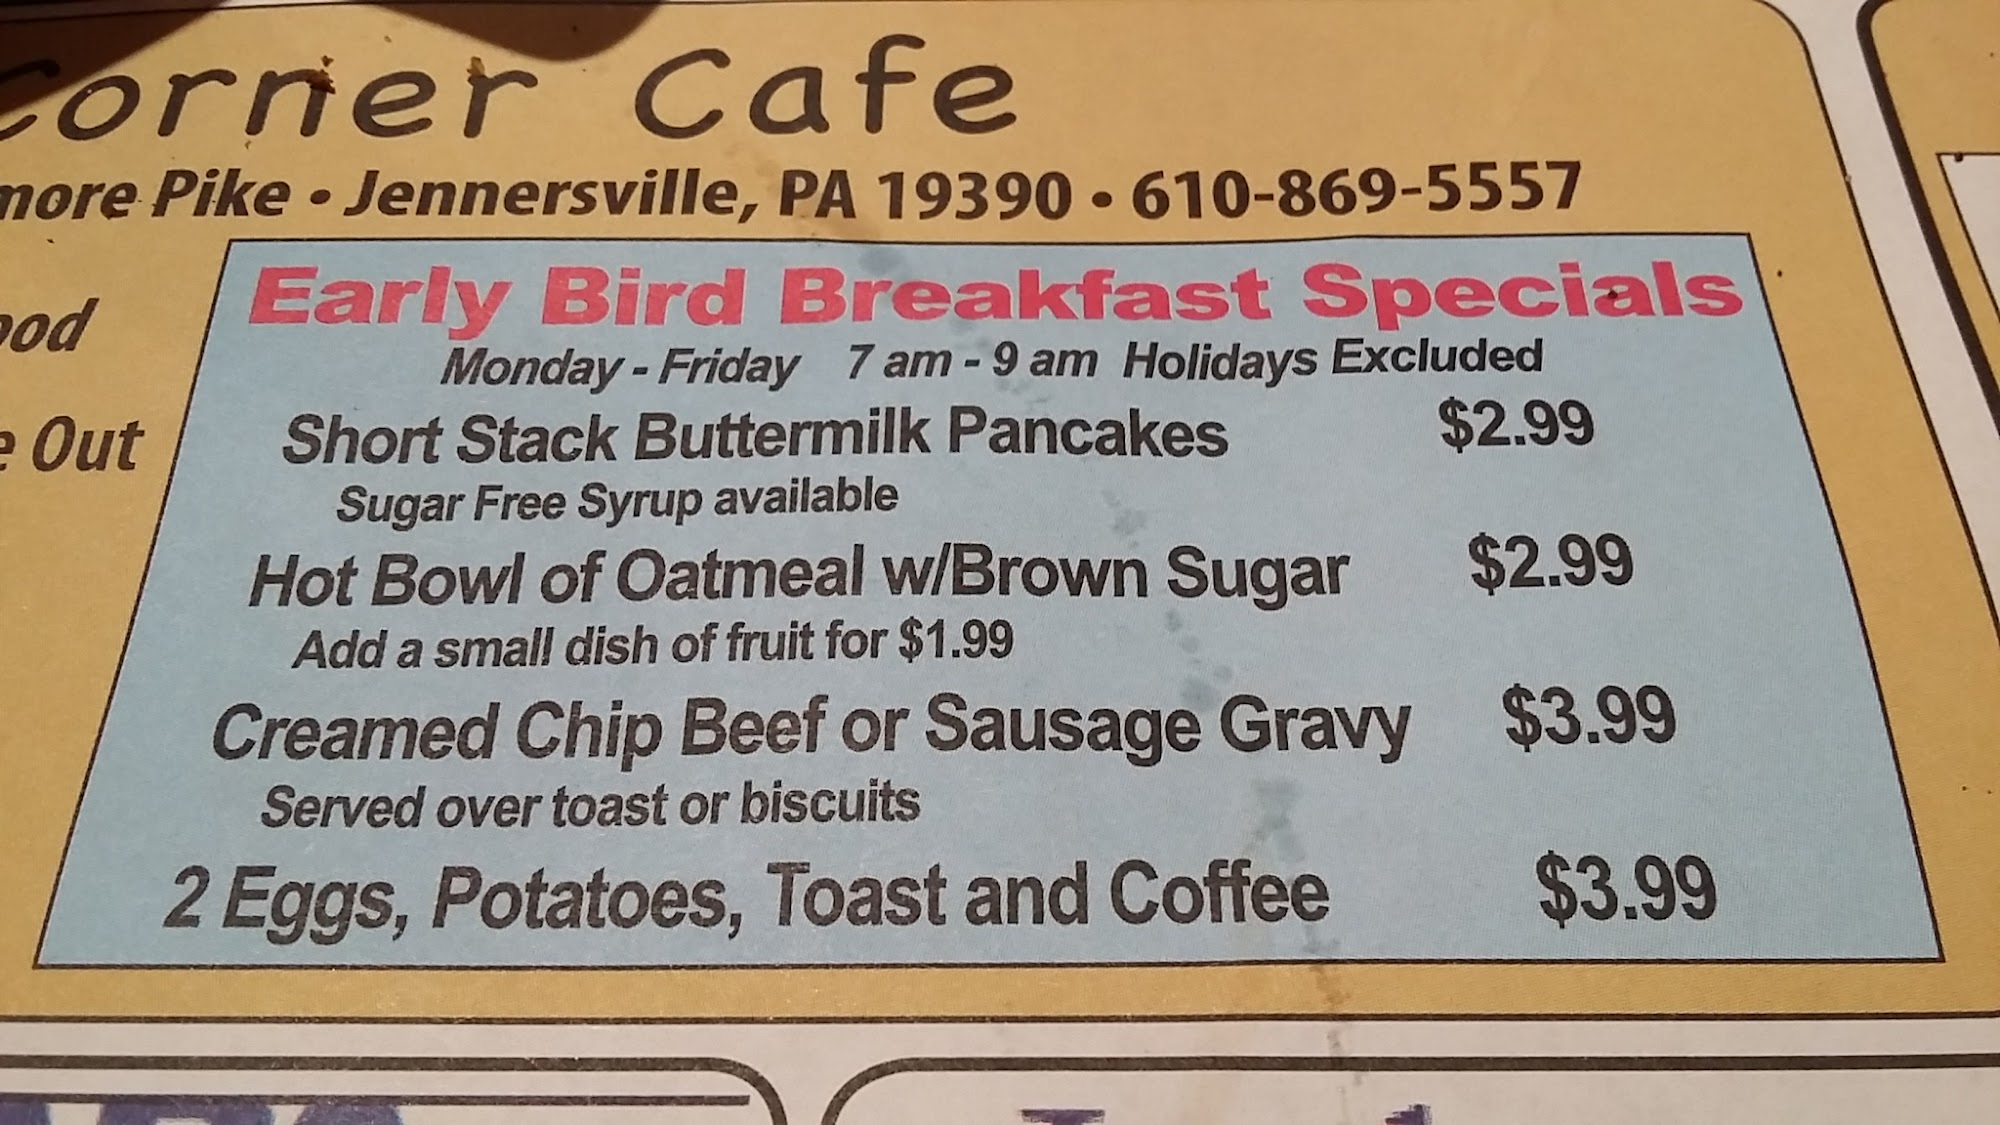 Corner Cafe
more Pike • Jennersville, PA 19390 • 610-869-5557
Early Bird Breakfast Specials
Monday - Friday 7 am - 9 am Holidays Excluded
Short Stack Buttermilk Pancakes $2.99
Sugar Free Syrup available
Hot Bowl of Oatmeal w/Brown Sugar $2.99
Add a small dish of fruit for $1.99
Creamed Chip Beef or Sausage Gravy $3.99
Served over toast or biscuits
2 Eggs, Potatoes, Toast and Coffee $3.99
ood
e Out